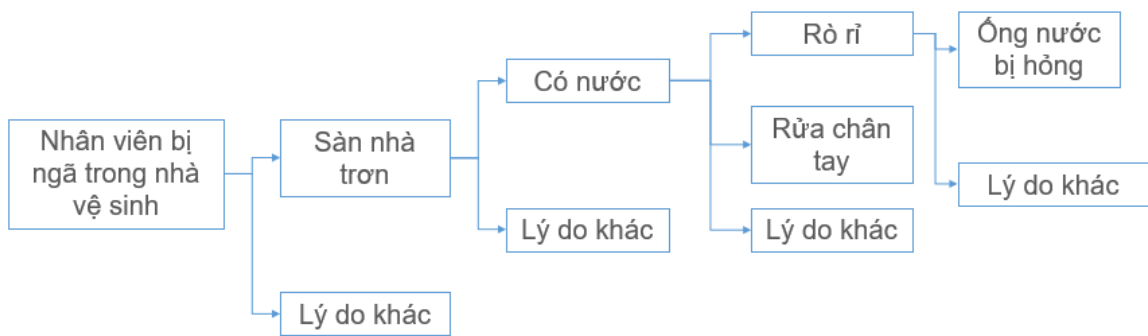 Nhân viên bị
ngã trong nhà
vệ sinh
Sàn nhà
trơn
Lý do khác
Có nước
Lý do khác
Rò rỉ
Rửa chân
tay
Lý do khác
Ống nước
bị hỏng
Lý do khác